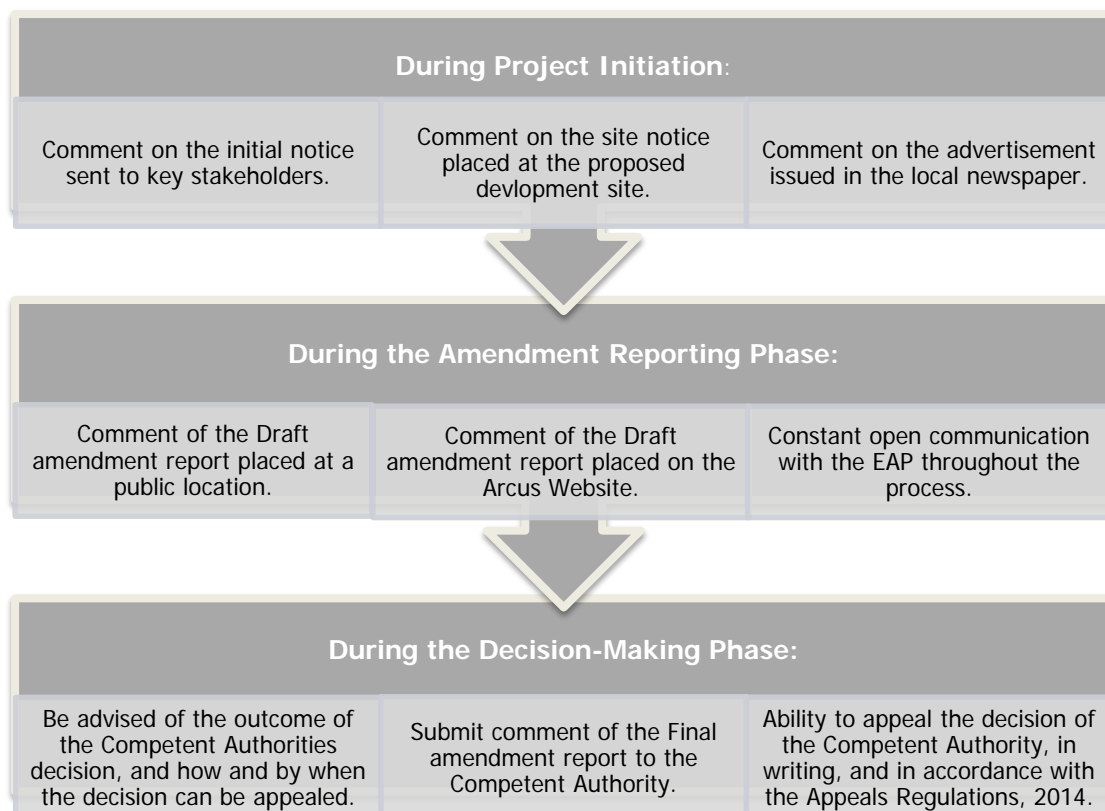 During Project Initiation:
Comment on the initial notice
sent to key stakeholders.
Comment on the site notice
placed at the proposed
devlopment site.
Comment on the advertisement
issued in the local newspaper.
During the Amendment Reporting Phase:
Comment of the Draft
amendment report placed at a
public location.
Comment of the Draft
amendment report placed on the
Arcus Website.
Constant open communication
with the EAP throughout the
process.
During the Decision-Making Phase:
Be advised of the outcome of
the Competent Authorities
decision, and how and by when
the decision can be appealed.
Submit comment of the Final
amendment report to the
Competent Authority.
Ability to appeal the decision of
the Competent Authority, in
writing, and in accordance with
the Appeals Regulations, 2014.